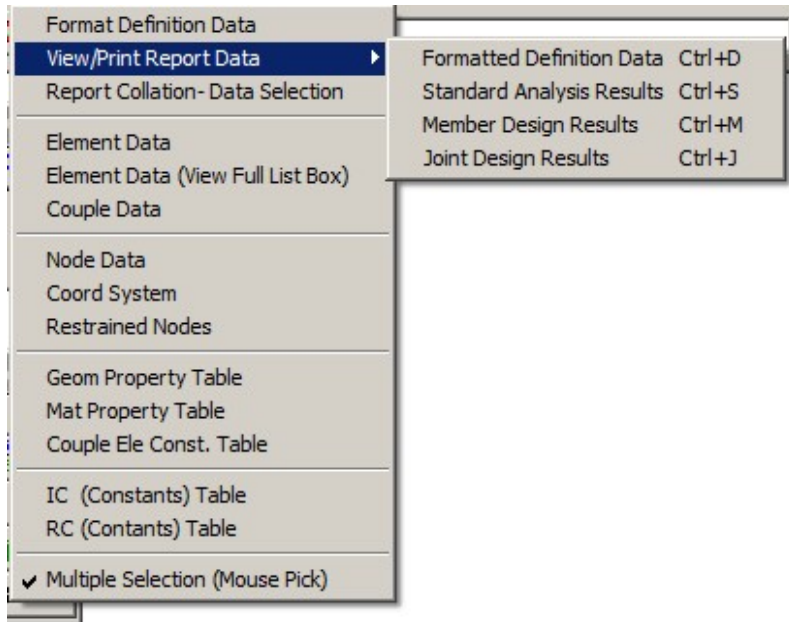 Format Definition Data
View/Print Report Data
Report Collation- Data Selection
Element Data
Element Data (View Full List Box)
Couple Data
Node Data
Coord System
Restrained Nodes
Geom Property Table
Mat Property Table
Couple Ele Const. Table
IC (Constants) Table
RC (Contants) Table
Multiple Selection (Mouse Pick)
Formatted Definition Data Ctrl+D
Standard Analysis Results Ctrl+S
Member Design Results Ctrl+M
Joint Design Results Ctrl+J